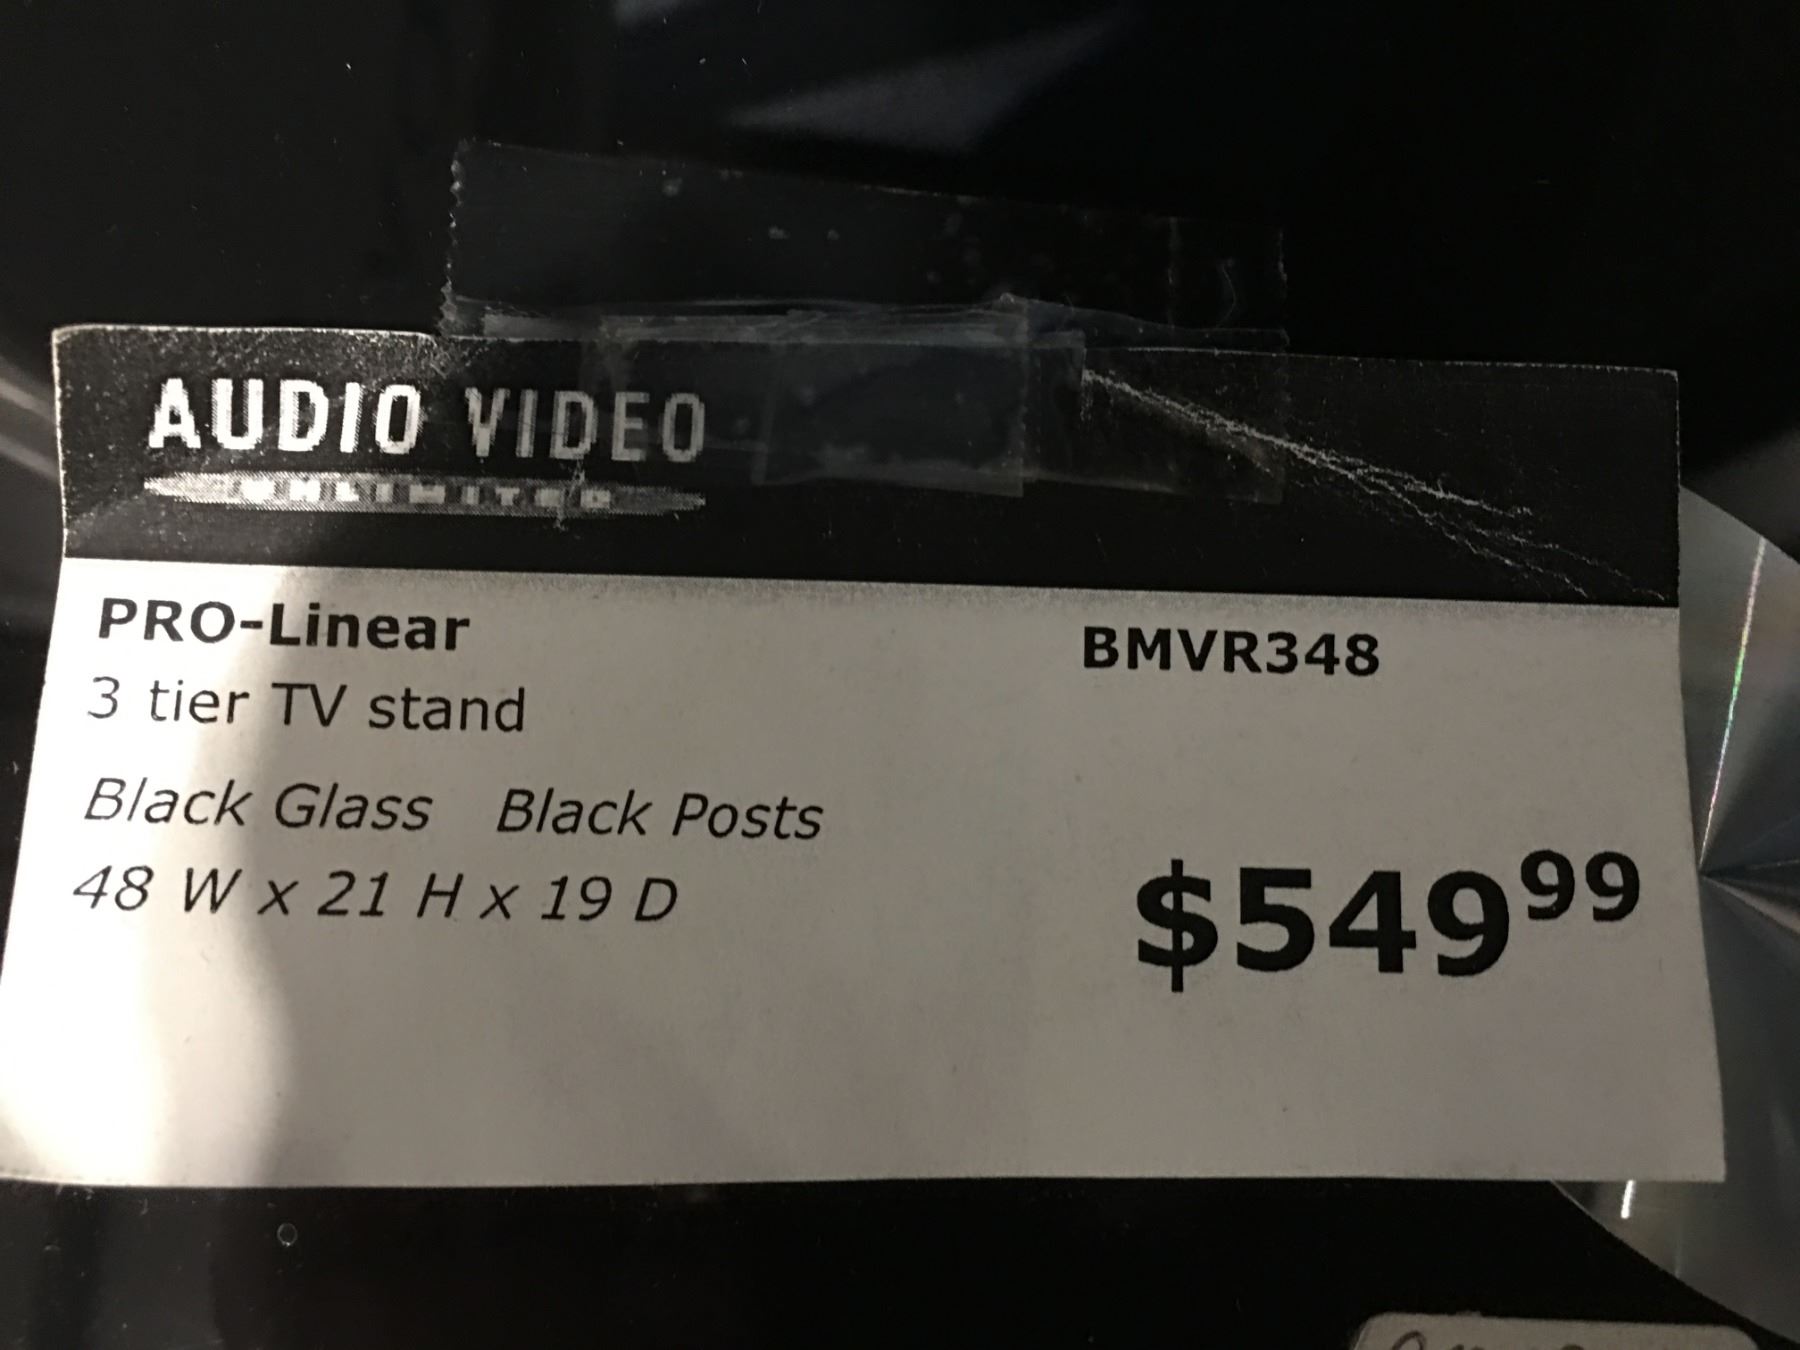 AUDIO VIDEO
UNLIMITED
PRO-Linear
BMVR348
3 tier TV stand
Black Glass Black Posts
48 W x 21 H x 19 D
$549.99